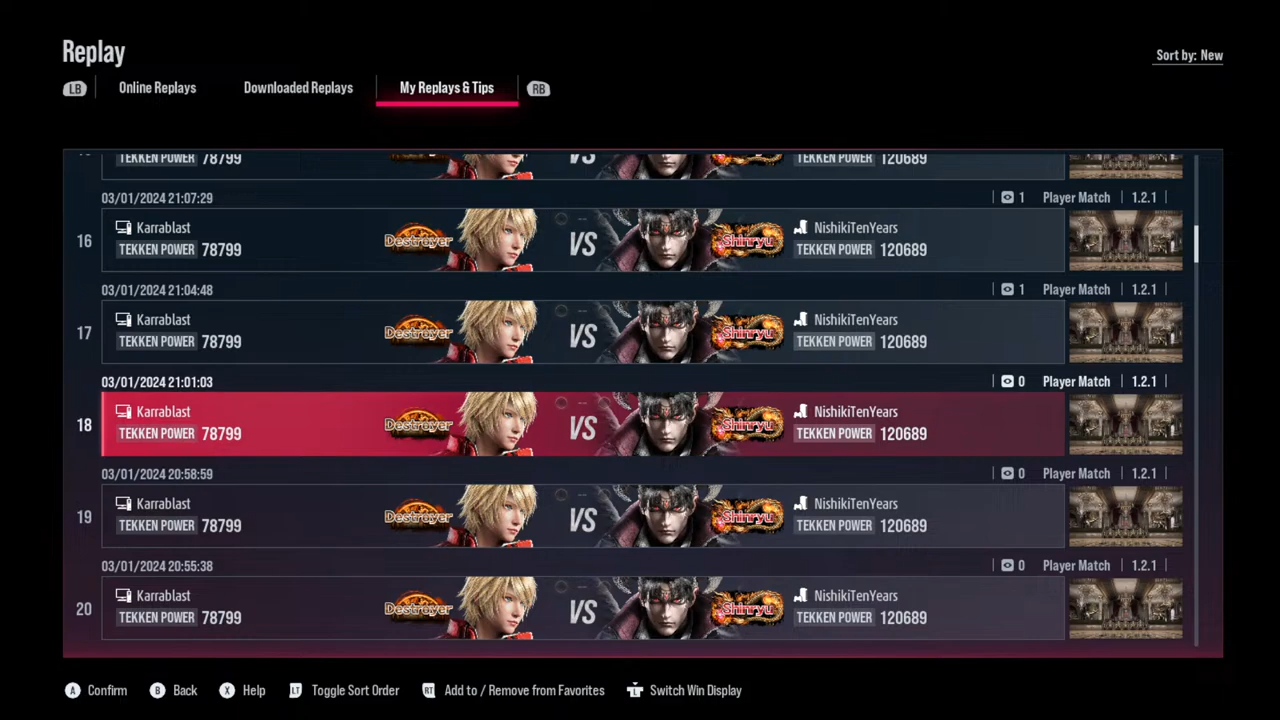 Replay
Sort by: New
LB Online Replays Downloaded Replays My Replays & Tips RB
TEKKEN POWER 78799 VS TEKKEN POWER 120689
03/01/2024 21:07:29 1 Player Match 1.2.1
16 Karrablast Destroyer VS Shinryu NishikiTenYears
TEKKEN POWER 78799 TEKKEN POWER 120689
03/01/2024 21:04:48 1 Player Match 1.2.1
17 Karrablast Destroyer VS Shinryu NishikiTenYears
TEKKEN POWER 78799 TEKKEN POWER 120689
03/01/2024 21:01:03 0 Player Match 1.2.1
18 Karrablast Destroyer VS Shinryu NishikiTenYears
TEKKEN POWER 78799 TEKKEN POWER 120689
03/01/2024 20:58:59 0 Player Match 1.2.1
19 Karrablast Destroyer VS Shinryu NishikiTenYears
TEKKEN POWER 78799 TEKKEN POWER 120689
03/01/2024 20:55:38 0 Player Match 1.2.1
20 Karrablast Destroyer VS Shinryu NishikiTenYears
TEKKEN POWER 78799 TEKKEN POWER 120689
A Confirm B Back X Help LT Toggle Sort Order RT Add to / Remove from Favorites L Switch Win Display